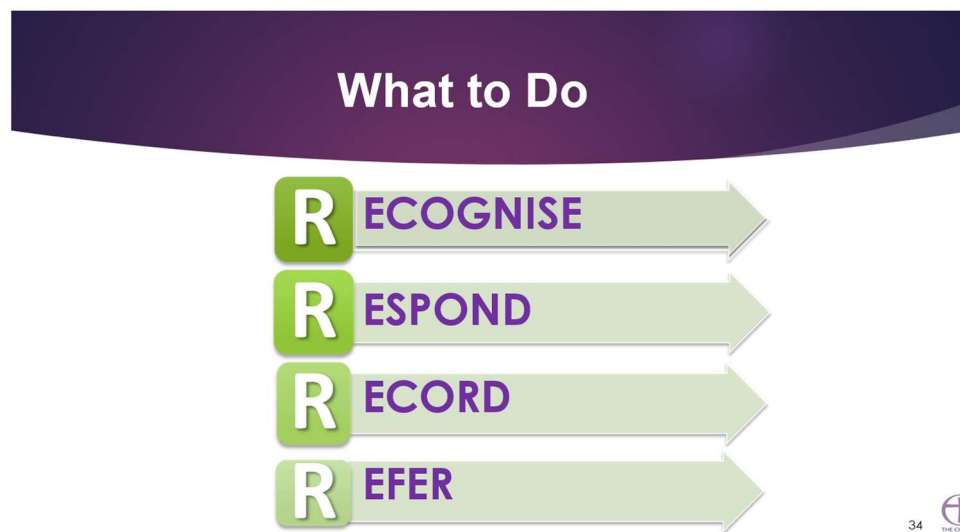 What to Do
RECOGNISE
RESPOND
RECORD
REFER
34